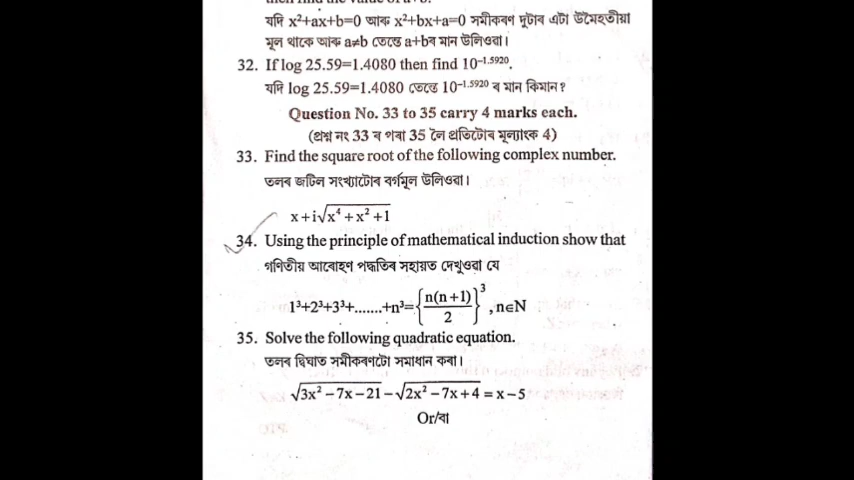 যদি x²+ax+b=0 আৰু x²+bx+a=0 সমীকৰণ দুটাৰ এটা উমৈহতীয়া
মূল থাকে আৰু a≠b তেন্তে a+bৰ মান উলিওৱা।
32. If log 25.59=1.4080 then find 10⁻¹·⁵⁹²⁰.
যদি log 25.59=1.4080 তেন্তে 10⁻¹·⁵⁹²⁰ ৰ মান কিমান?
Question No. 33 to 35 carry 4 marks each.
(প্ৰশ্ন নং 33 ৰ পৰা 35 লৈ প্ৰতিটোৰ মূল্যাংক 4)
33. Find the square root of the following complex number.
তলৰ জটিল সংখ্যাটোৰ বৰ্গমূল উলিওৱা।
x+i√(x⁴+x²+1)
34. Using the principle of mathematical induction show that
গণিতীয় আৰোহণ পদ্ধতিৰ সহায়ত দেখুওৱা যে
1³+2³+3³+.......+n³={n(n+1)/2}³, n∈N
35. Solve the following quadratic equation.
তলৰ দ্বিঘাত সমীকৰণটো সমাধান কৰা।
√(3x²−7x−21)−√(2x²−7x+4)=x−5
Or/বা